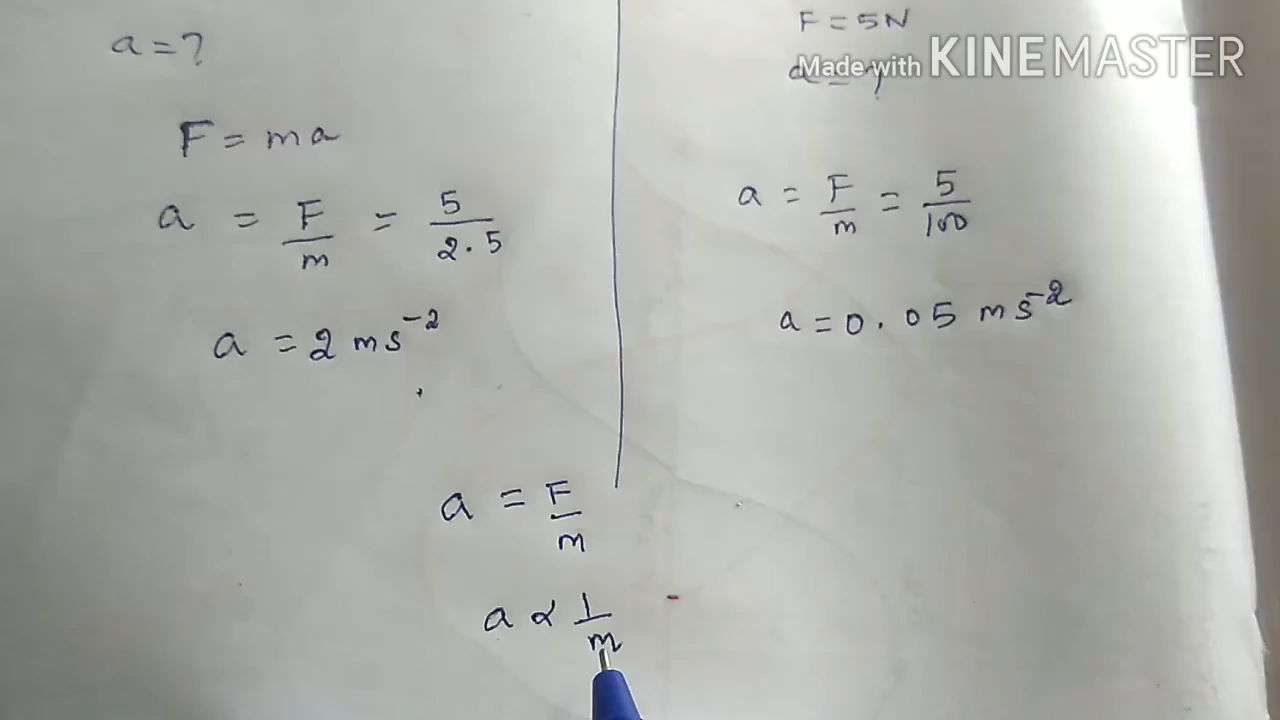 a = ?
F = ma
a = F/m = 5/2.5
a = 2 ms⁻²
F = 5N
a = ?
Made with KINEMASTER
a = F/m = 5/100
a = 0.05 ms⁻²
a = F/m
a ∝ 1/m